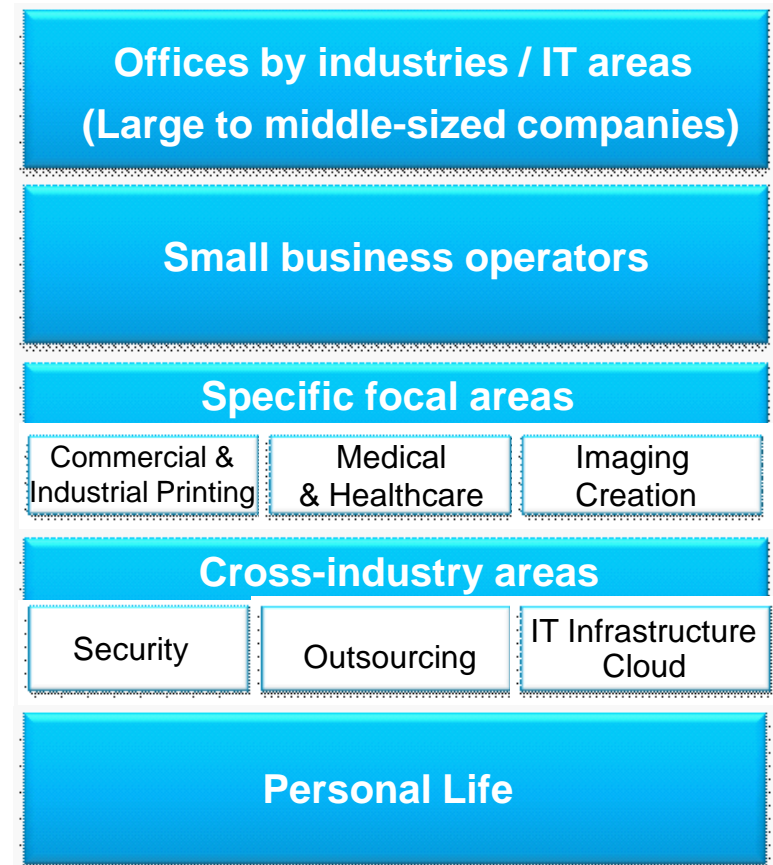 Offices by industries / IT areas
(Large to middle-sized companies)
Small business operators
Specific focal areas
Commercial &
Industrial Printing
Medical
& Healthcare
Imaging
Creation
Cross-industry areas
Security
Outsourcing
IT Infrastructure
Cloud
Personal Life